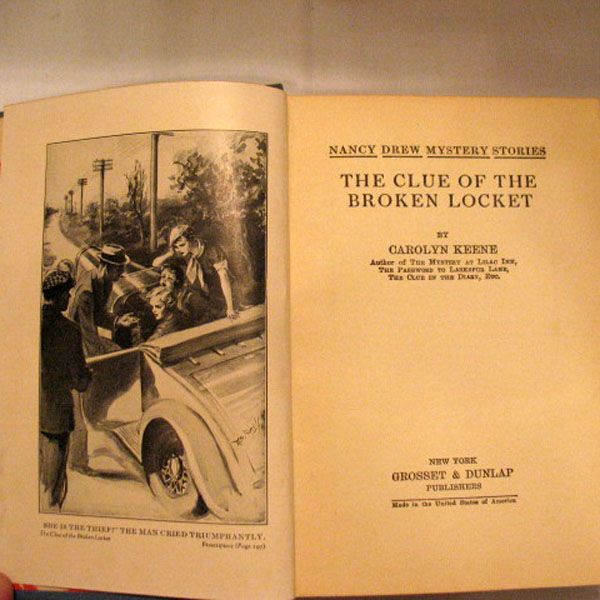 SHE IS THE THIEF!" THE MAN CRIED TRIUMPHANTLY.
The Clue of the Broken Locket
Frontispiece (Page 197)
NANCY DREW MYSTERY STORIES
THE CLUE OF THE
BROKEN LOCKET
BY
CAROLYN KEENE
Author of The Mystery at Lilac Inn,
The Password to Larkspur Lane,
The Clue in the Diary, Etc.
NEW YORK
GROSSET & DUNLAP
PUBLISHERS
Made in the United States of America